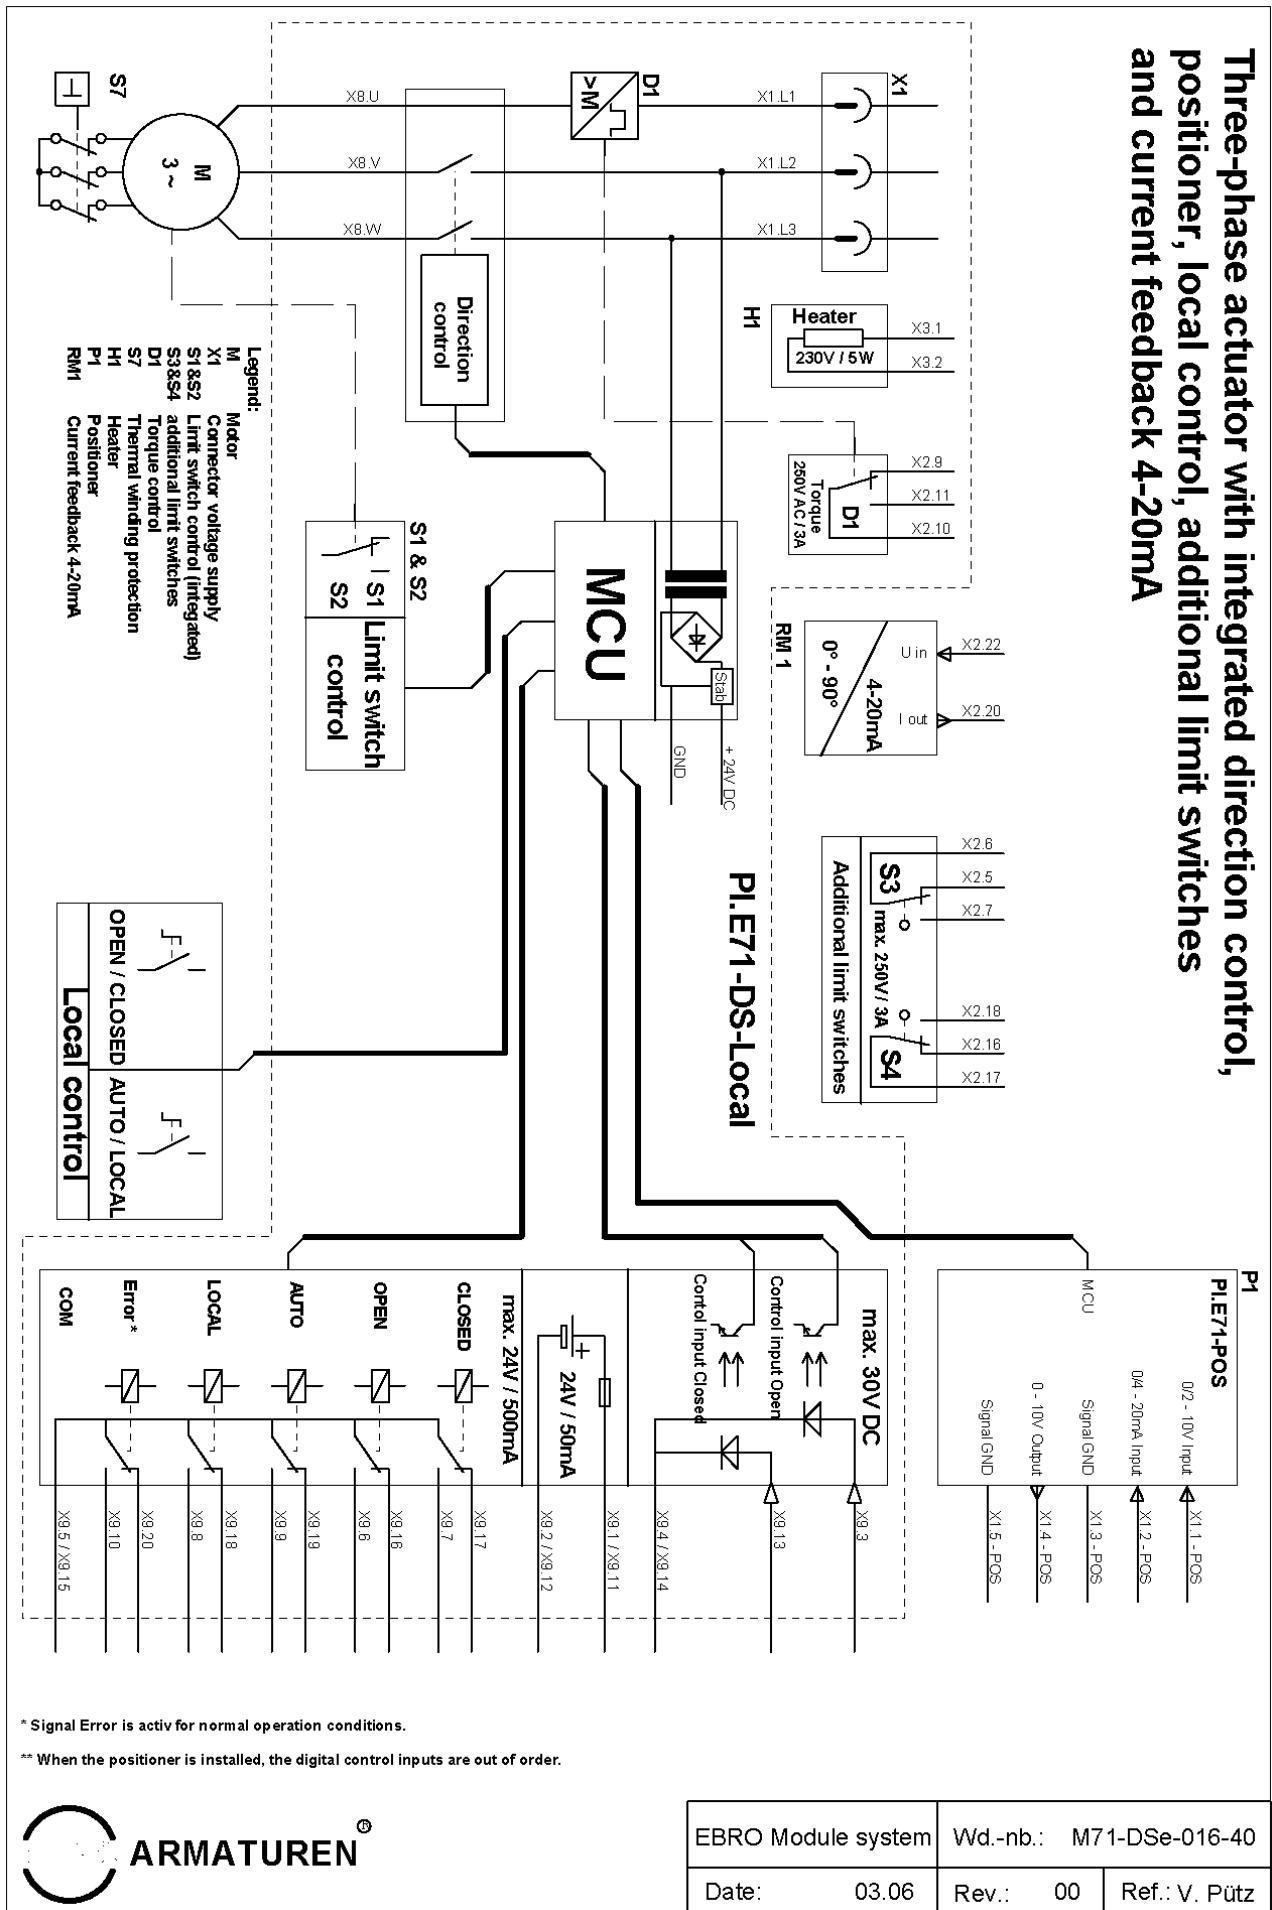 Three-phase actuator with integrated direction control,
positioner, local control, additional limit switches
and current feedback 4-20mA
X1
X1.L1
X1.L2
X1.L3
D1
>M
X8.U
X8.V
X8.W
S7
M
3 ~
Direction
control
H1
Heater
230V / 5W
X3.1
X3.2
X2.9
X2.11
X2.10
D1
Torque
250V AC / 3A
Legend:
M Motor
X1 Connector voltage supply
S1&S2 Limit switch control (integated)
S3&S4 additional limit switches
D1 Torque control
S7 Thermal winding protection
H1 Heater
P1 Positioner
RM1 Current feedback 4-20mA
S1 & S2
S1
S2
Limit switch
control
MCU
Stab
+ 24V DC
GND
RM 1
U in
I out
4-20mA
0° - 90°
X2.22
X2.20
X2.6
X2.5
X2.7
S3
max. 250V / 3A
X2.18
X2.16
X2.17
S4
Additional limit switches
PI.E71-DS-Local
OPEN / CLOSED
AUTO / LOCAL
Local control
P1
PI.E71-POS
MCU
0/2 - 10V Input
0/4 - 20mA Input
Signal GND
0 - 10V Output
Signal GND
X1.1 - POS
X1.2 - POS
X1.3 - POS
X1.4 - POS
X1.5 - POS
max. 30V DC
Control input Open
Contol input Closed
24V / 50mA
+
max. 24V / 500mA
CLOSED
OPEN
AUTO
LOCAL
Error *
COM
X9.3
X9.13
X9.4 / X9.14
X9.1 / X9.11
X9.2 / X9.12
X9.17
X9.7
X9.16
X9.6
X9.19
X9.9
X9.18
X9.8
X9.20
X9.10
X9.5 / X9.15
* Signal Error is activ for normal operation conditions.
** When the positioner is installed, the digital control inputs are out of order.
ARMATUREN®
EBRO Module system
Wd.-nb.: M71-DSe-016-40
Date: 03.06
Rev.: 00
Ref.: V. Pütz